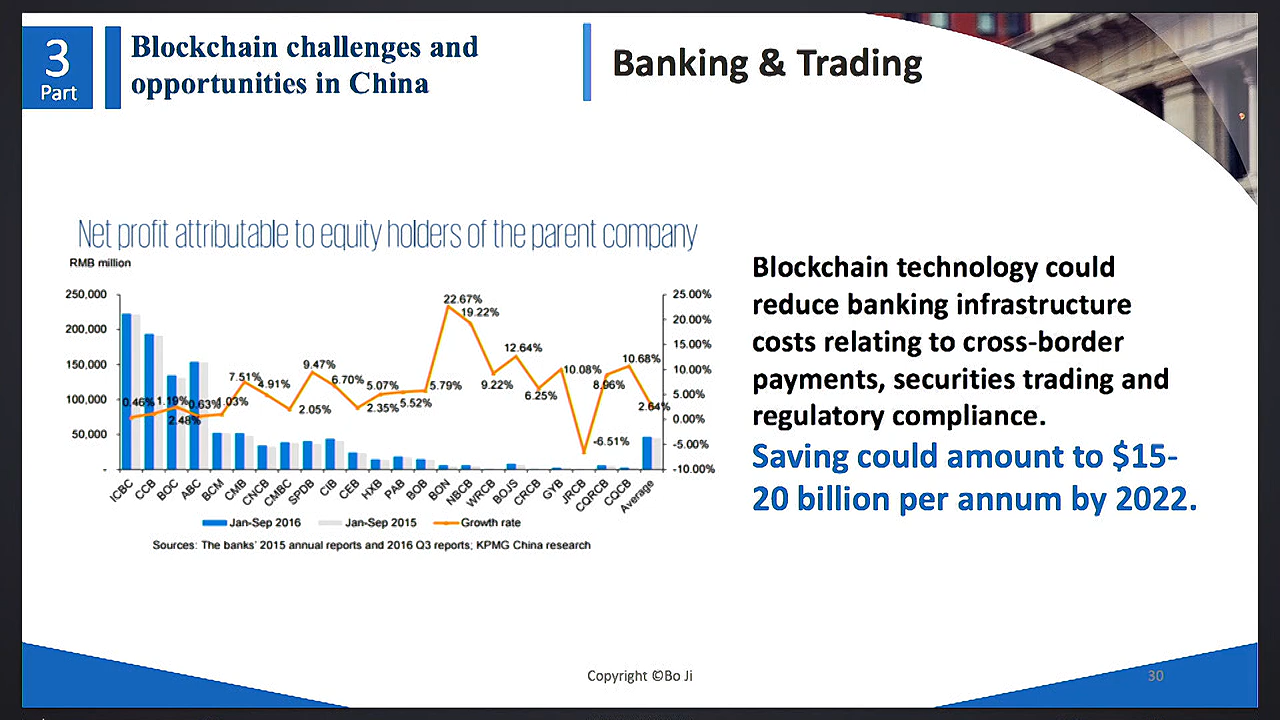 3
Part
Blockchain challenges and
opportunities in China
Banking & Trading
Net profit attributable to equity holders of the parent company
RMB million
250,000
200,000
150,000
100,000
50,000
-
25.00%
20.00%
15.00%
10.00%
5.00%
0.00%
-5.00%
-10.00%
0.46%
1.19%
2.48%
0.63%
1.03%
7.51%
4.91%
2.05%
9.47%
6.70%
2.35%
5.07%
5.52%
5.79%
22.67%
19.22%
9.22%
12.64%
6.25%
10.08%
-6.51%
8.96%
10.68%
2.64%
ICBC
CCB
BOC
ABC
BCM
CMB
CNCB
CMBC
SPDB
CIB
CEB
HXB
PAB
BOB
BON
NBCB
WRCB
BOJS
CRCB
GYB
JRCB
CQRCB
CQCB
Average
Jan-Sep 2016
Jan-Sep 2015
Growth rate
Sources: The banks' 2015 annual reports and 2016 Q3 reports; KPMG China research
Blockchain technology could
reduce banking infrastructure
costs relating to cross-border
payments, securities trading and
regulatory compliance.
Saving could amount to $15-
20 billion per annum by 2022.
Copyright ©Bo Ji
30